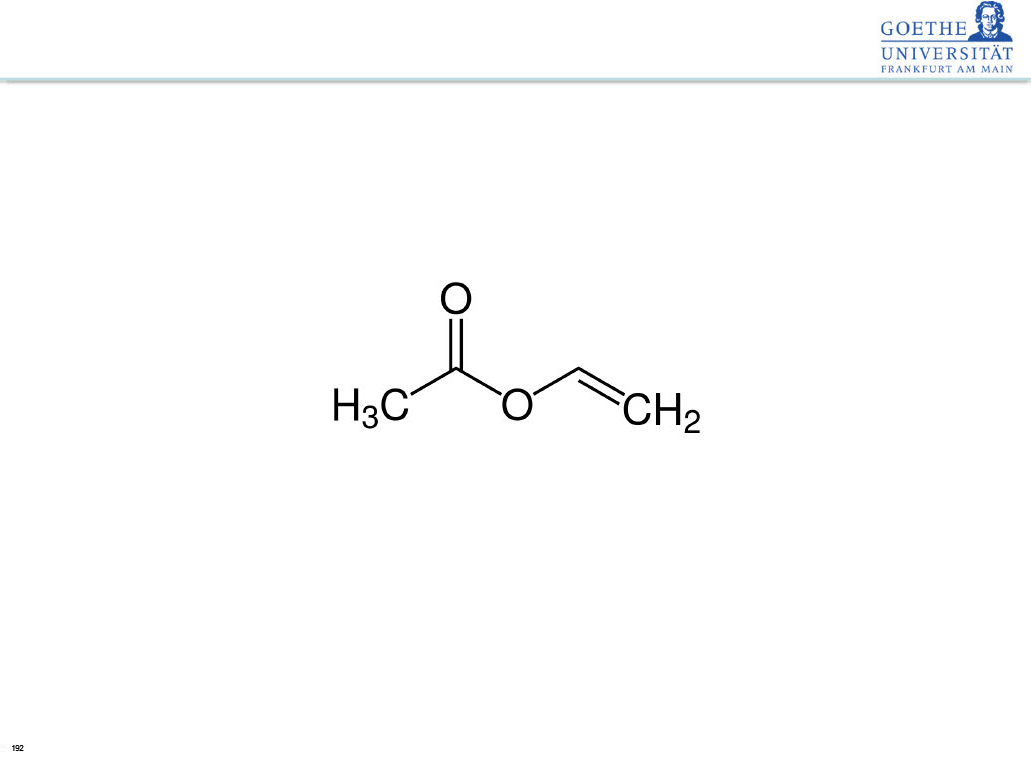 GOETHE
UNIVERSITÄT
FRANKFURT AM MAIN
O
H3C
O
CH2
192